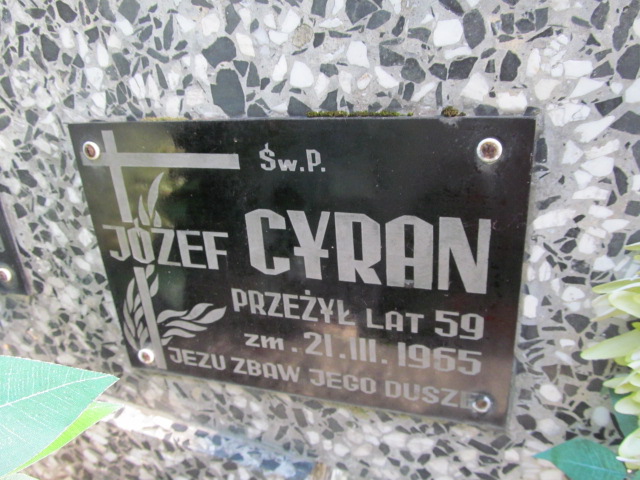 Św.P.
JÓZEF CYRAN
PRZEŻYŁ LAT 59
zm. 21.III.1965
JEZU ZBAW JEGO DUSZĘ